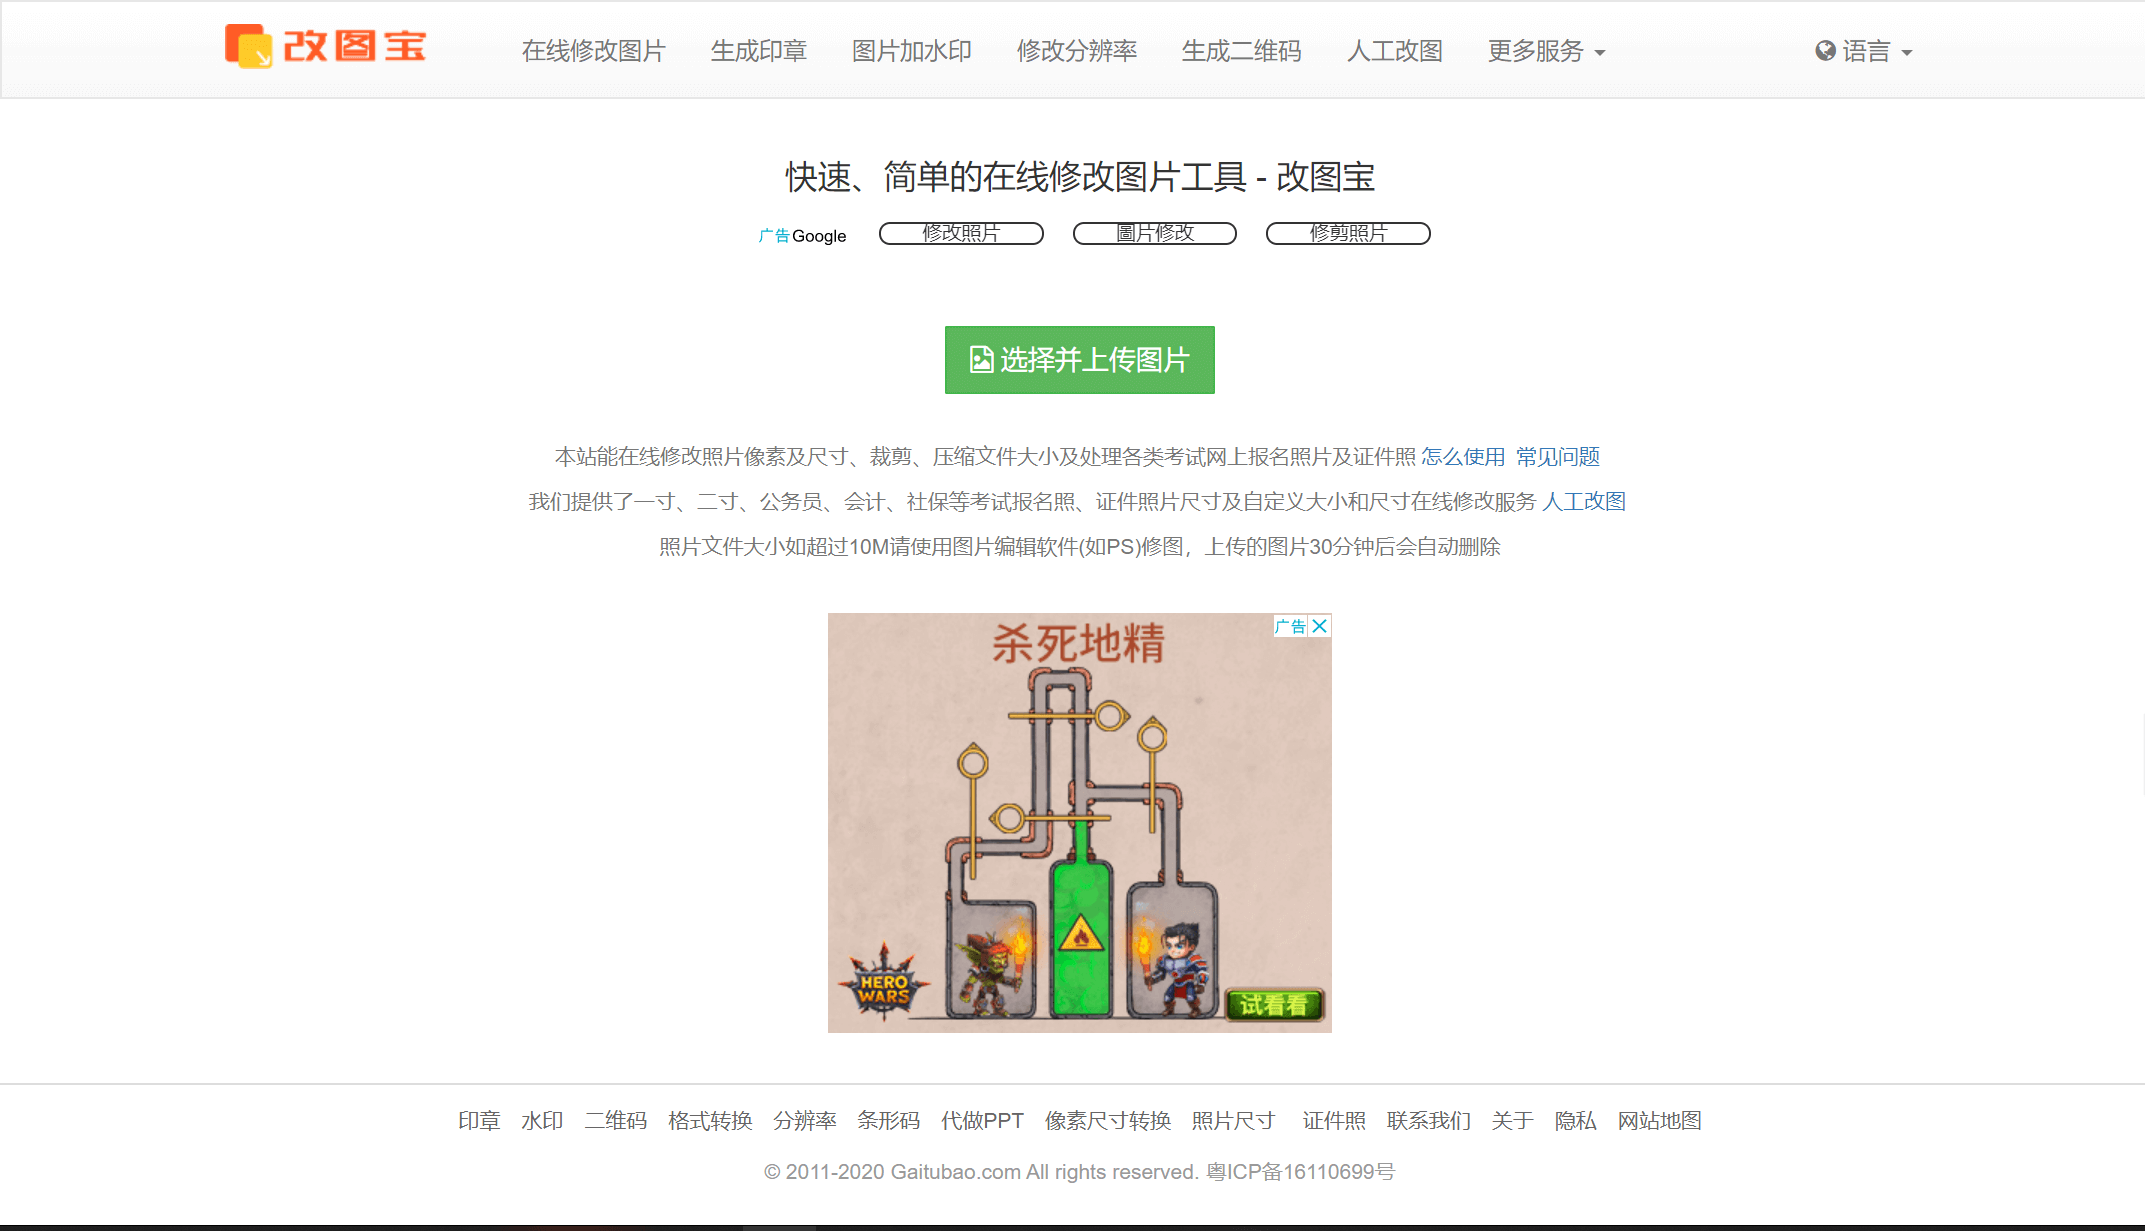 改图宝 在线修改图片 生成印章 图片加水印 修改分辨率 生成二维码 人工改图 更多服务 语言
快速、简单的在线修改图片工具 - 改图宝
广告Google 修改照片 圖片修改 修剪照片
选择并上传图片
本站能在线修改照片像素及尺寸、裁剪、压缩文件大小及处理各类考试网上报名照片及证件照 怎么使用 常见问题
我们提供了一寸、二寸、公务员、会计、社保等考试报名照、证件照片尺寸及自定义大小和尺寸在线修改服务 人工改图
照片文件大小如超过10M请使用图片编辑软件(如PS)修图，上传的图片30分钟后会自动删除
广告
杀死地精
HERO
WARS
试看看
印章 水印 二维码 格式转换 分辨率 条形码 代做PPT 像素尺寸转换 照片尺寸 证件照 联系我们 关于 隐私 网站地图
© 2011-2020 Gaitubao.com All rights reserved. 粤ICP备16110699号